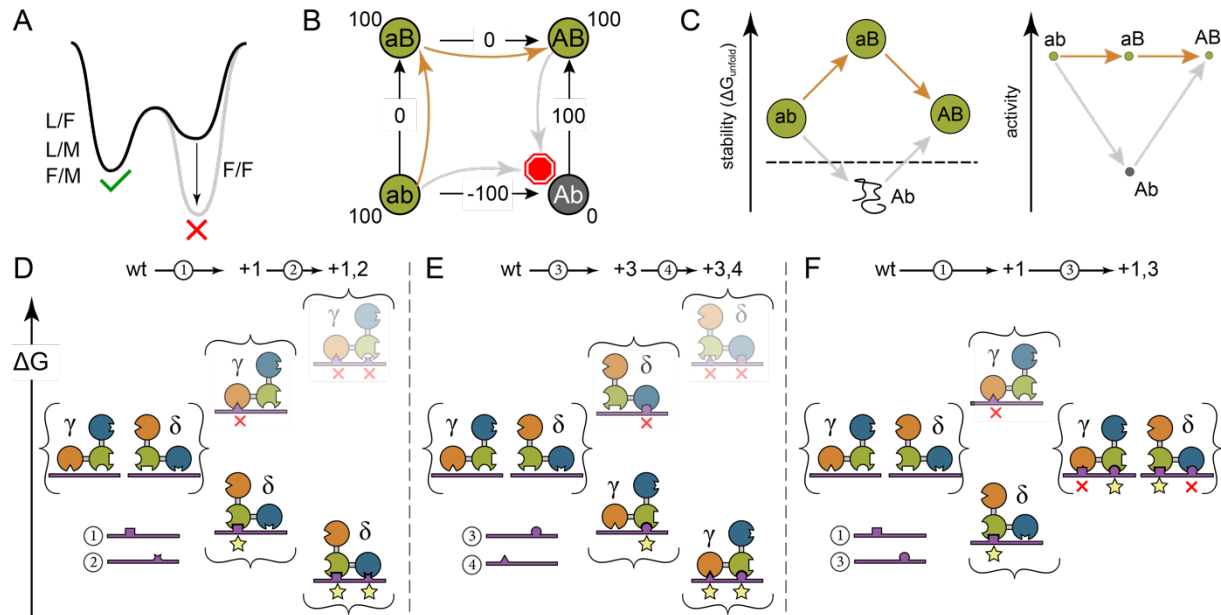 A
L/F
L/M
F/M
F/F
B
100
100
aB
0
AB
0
100
ab
-100
Ab
100
0
C
stability (ΔGunfold)
aB
ab
AB
Ab
activity
ab
aB
AB
Ab
D
wt 1 +1 2 +1,2
ΔG
γ
γ
γ
δ
δ
1
2
δ
E
wt 3 +3 4 +3,4
δ
δ
γ
δ
γ
3
4
γ
F
wt 1 +1 3 +1,3
γ
γ
δ
γ
δ
δ
1
3